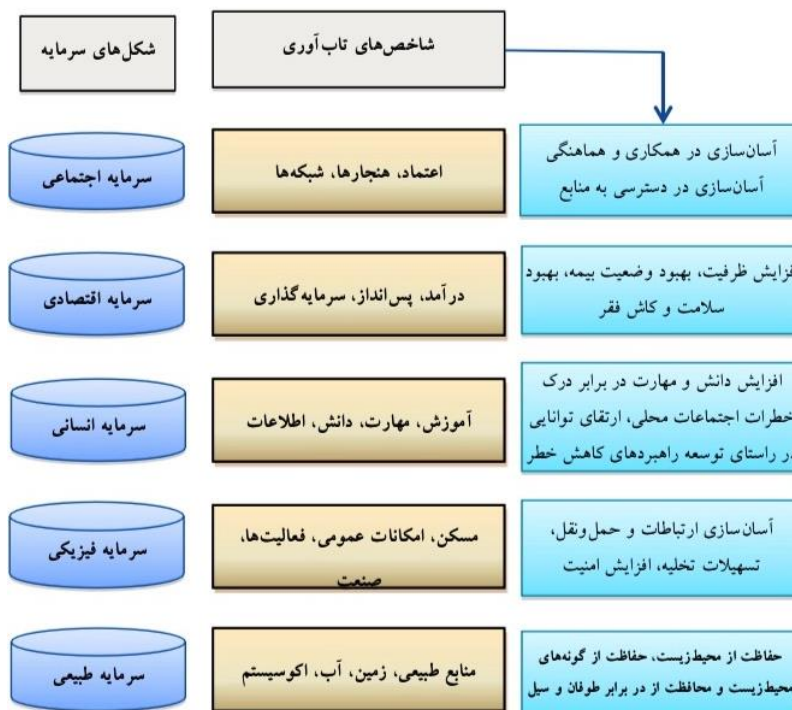 شاخص‌های تاب‌آوری
شکل‌های سرمایه
آسان‌سازی در همکاری و هماهنگی
آسان‌سازی در دسترسی به منابع
اعتماد، هنجارها، شبکه‌ها
سرمایه اجتماعی
فزایش ظرفیت، بهبود وضعیت بیمه، بهبود
سلامت و کاش فقر
درآمد، پس‌انداز، سرمایه‌گذاری
سرمایه اقتصادی
افزایش دانش و مهارت در برابر درک
خطرات اجتماعات محلی، ارتقای توانایی
در راستای توسعه راهبردهای کاهش خطر
آموزش، مهارت، دانش، اطلاعات
سرمایه انسانی
آسان‌سازی ارتباطات و حمل‌ونقل،
تسهیلات تخلیه، افزایش امنیت
مسکن، امکانات عمومی، فعالیت‌ها،
صنعت
سرمایه فیزیکی
حفاظت از محیط‌زیست، حفاظت از گونه‌های
محیط‌زیست و محافظت از در برابر طوفان و سیل
منابع طبیعی، زمین، آب، اکوسیستم
سرمایه طبیعی